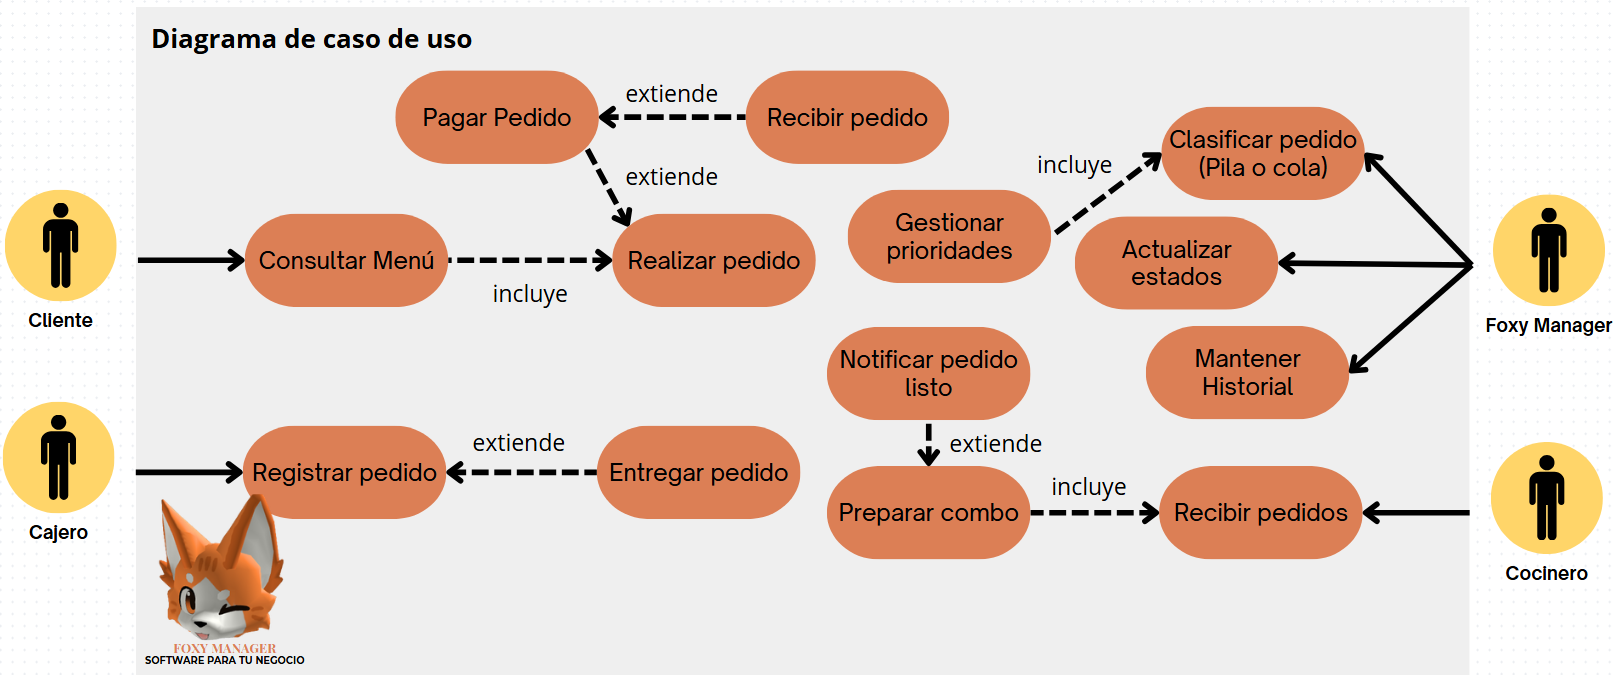 Diagrama de caso de uso
Pagar Pedido
extiende
Recibir pedido
extiende
Consultar Menú
incluye
Realizar pedido
Cliente
Registrar pedido
extiende
Entregar pedido
Cajero
Gestionar
prioridades
incluye
Clasificar pedido
(Pila o cola)
Actualizar
estados
Mantener
Historial
Foxy Manager
Notificar pedido
listo
extiende
Preparar combo
incluye
Recibir pedidos
Cocinero
FOXY MANAGER
SOFTWARE PARA TU NEGOCIO